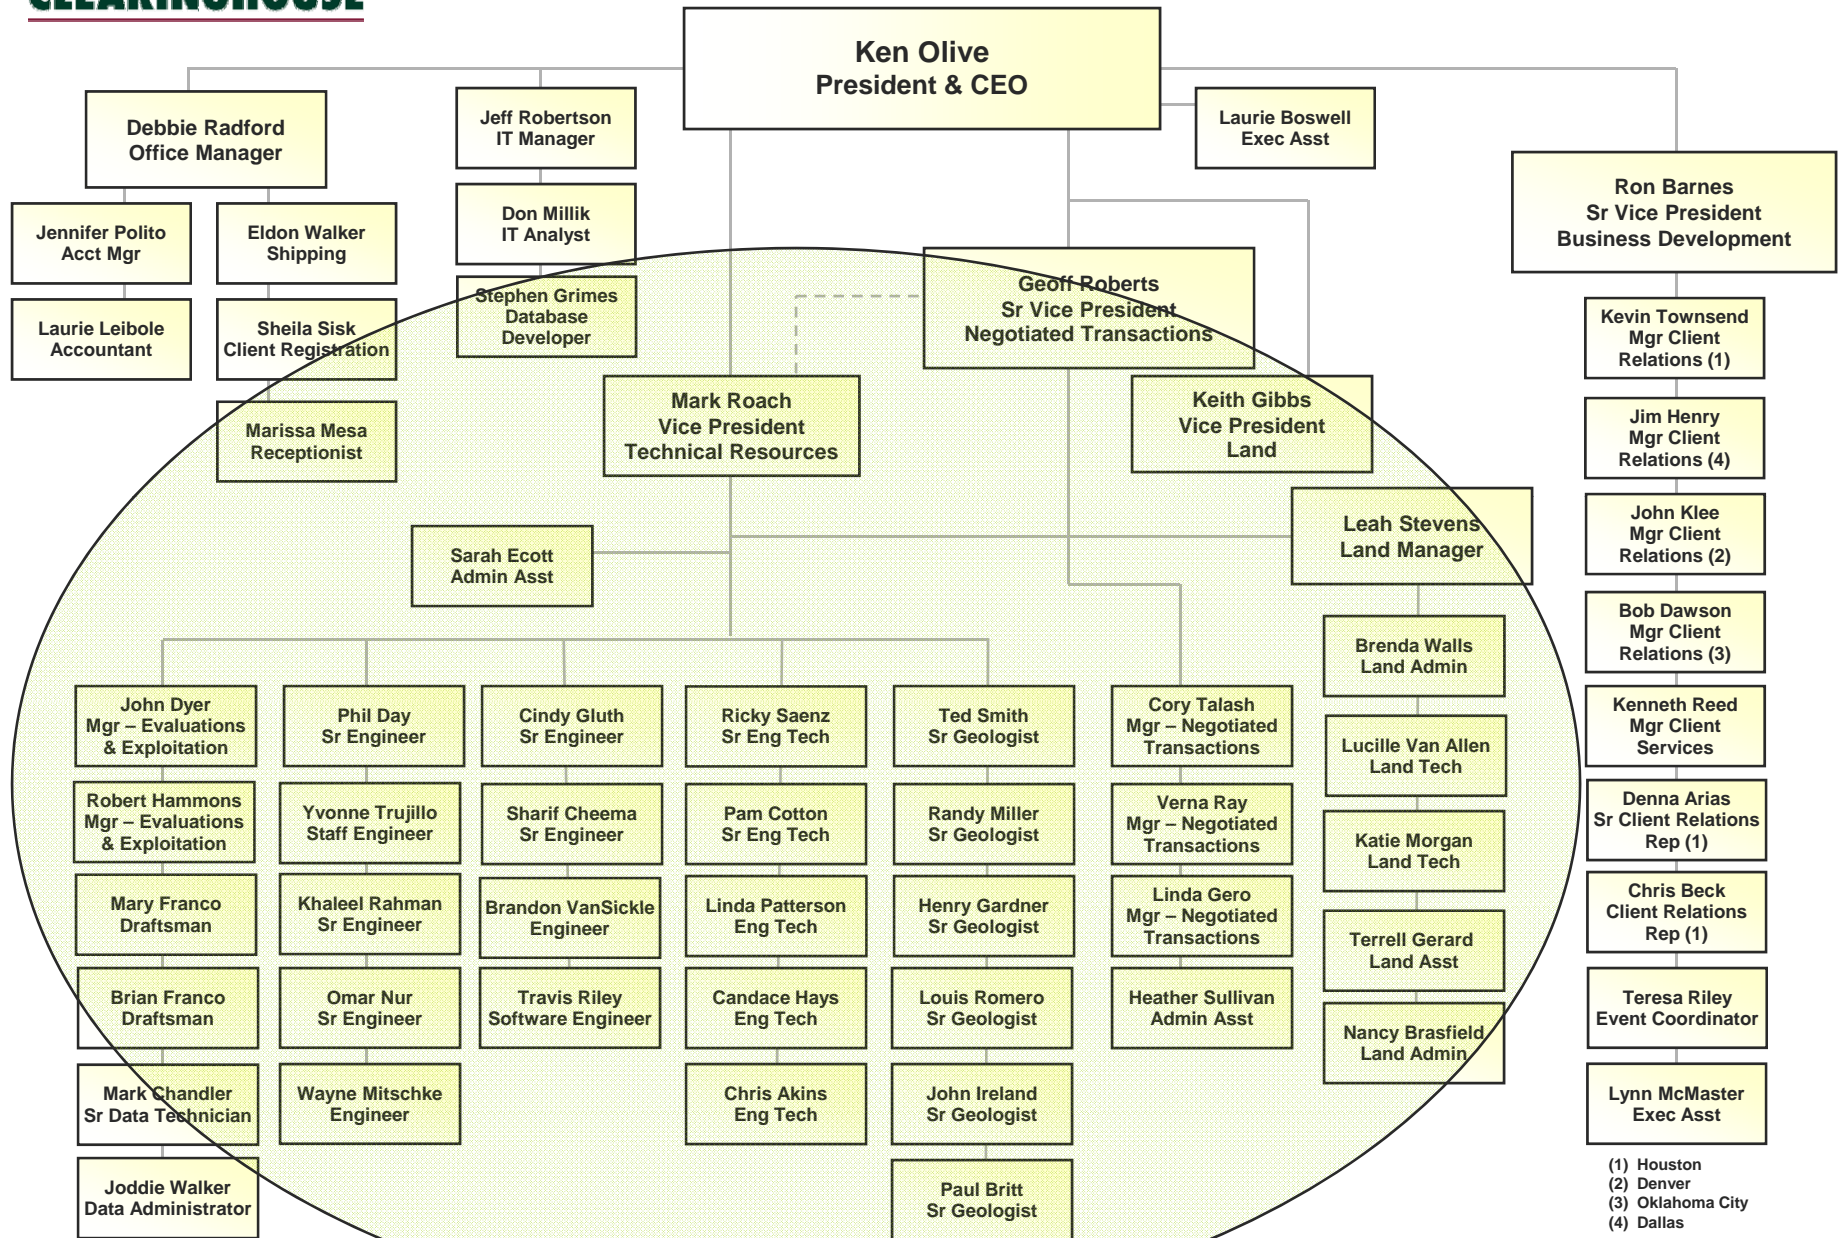 CLEARINGHOUSE
Ken Olive
President & CEO
Debbie Radford
Office Manager
Jeff Robertson
IT Manager
Laurie Boswell
Exec Asst
Ron Barnes
Sr Vice President
Business Development
Jennifer Polito
Acct Mgr
Eldon Walker
Shipping
Don Millik
IT Analyst
Laurie Leibole
Accountant
Sheila Sisk
Client Registration
Stephen Grimes
Database
Developer
Geoff Roberts
Sr Vice President
Negotiated Transactions
Marissa Mesa
Receptionist
Mark Roach
Vice President
Technical Resources
Keith Gibbs
Vice President
Land
Sarah Ecott
Admin Asst
Leah Stevens
Land Manager
John Dyer
Mgr – Evaluations
& Exploitation
Robert Hammons
Mgr – Evaluations
& Exploitation
Mary Franco
Draftsman
Brian Franco
Draftsman
Mark Chandler
Sr Data Technician
Joddie Walker
Data Administrator
Phil Day
Sr Engineer
Yvonne Trujillo
Staff Engineer
Khaleel Rahman
Sr Engineer
Omar Nur
Sr Engineer
Wayne Mitschke
Engineer
Cindy Gluth
Sr Engineer
Sharif Cheema
Sr Engineer
Brandon VanSickle
Engineer
Travis Riley
Software Engineer
Ricky Saenz
Sr Eng Tech
Pam Cotton
Sr Eng Tech
Linda Patterson
Eng Tech
Candace Hays
Eng Tech
Chris Akins
Eng Tech
Ted Smith
Sr Geologist
Randy Miller
Sr Geologist
Henry Gardner
Sr Geologist
Louis Romero
Sr Geologist
John Ireland
Sr Geologist
Paul Britt
Sr Geologist
Cory Talash
Mgr – Negotiated
Transactions
Verna Ray
Mgr – Negotiated
Transactions
Linda Gero
Mgr – Negotiated
Transactions
Heather Sullivan
Admin Asst
Brenda Walls
Land Admin
Lucille Van Allen
Land Tech
Katie Morgan
Land Tech
Terrell Gerard
Land Asst
Nancy Brasfield
Land Admin
Kevin Townsend
Mgr Client
Relations (1)
Jim Henry
Mgr Client
Relations (4)
John Klee
Mgr Client
Relations (2)
Bob Dawson
Mgr Client
Relations (3)
Kenneth Reed
Mgr Client
Services
Denna Arias
Sr Client Relations
Rep (1)
Chris Beck
Client Relations
Rep (1)
Teresa Riley
Event Coordinator
Lynn McMaster
Exec Asst
(1) Houston
(2) Denver
(3) Oklahoma City
(4) Dallas